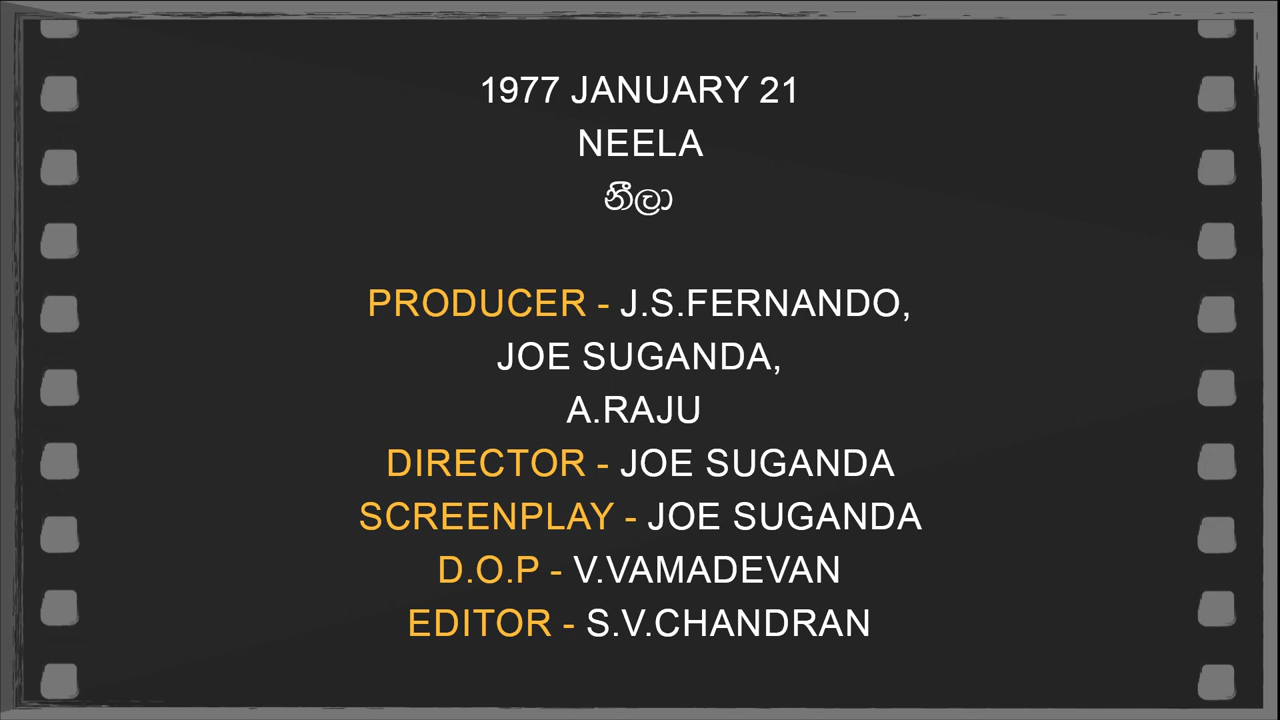 1977 JANUARY 21
NEELA
නීලා
PRODUCER - J.S.FERNANDO,
JOE SUGANDA,
A.RAJU
DIRECTOR - JOE SUGANDA
SCREENPLAY - JOE SUGANDA
D.O.P - V.VAMADEVAN
EDITOR - S.V.CHANDRAN